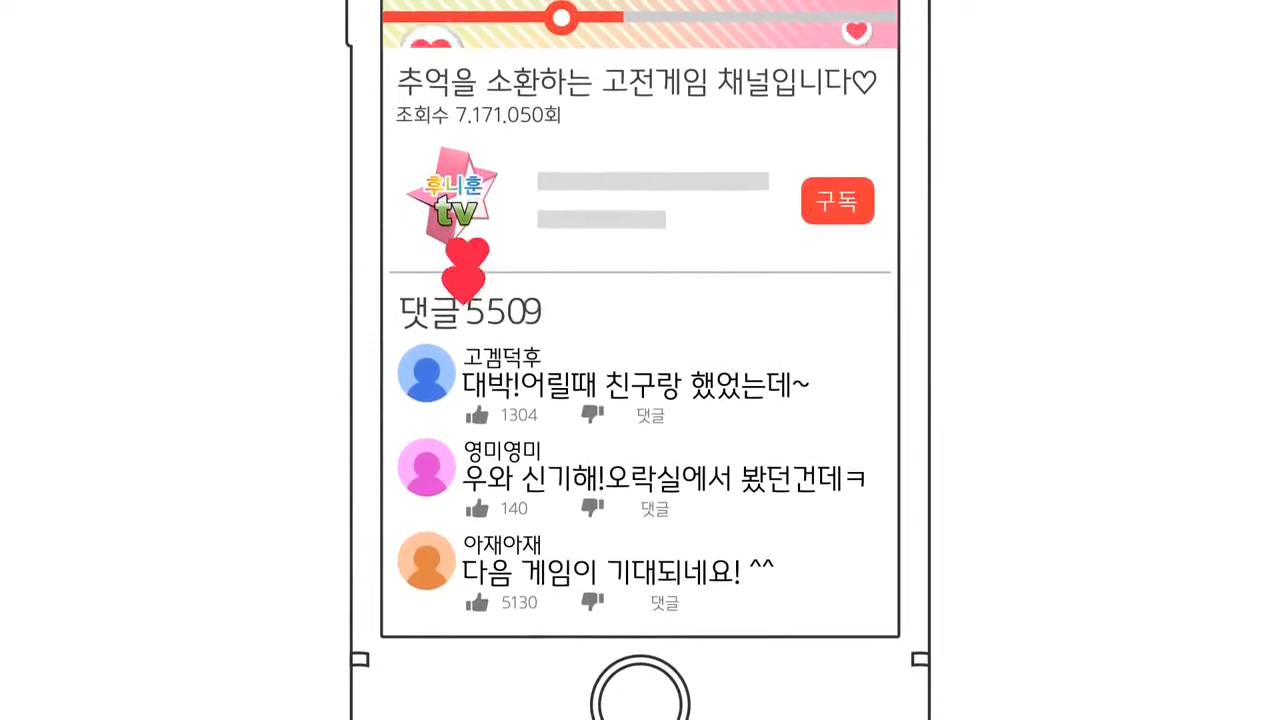 추억을 소환하는 고전게임 채널입니다♡
조회수 7.171.050회
후니훈
tv
구독
댓글 5509
고겜덕후
대박!어릴때 친구랑 했었는데~
1304 댓글
영미영미
우와 신기해!오락실에서 봤던건데ㅋ
140 댓글
아재아재
다음 게임이 기대되네요! ^^
5130 댓글